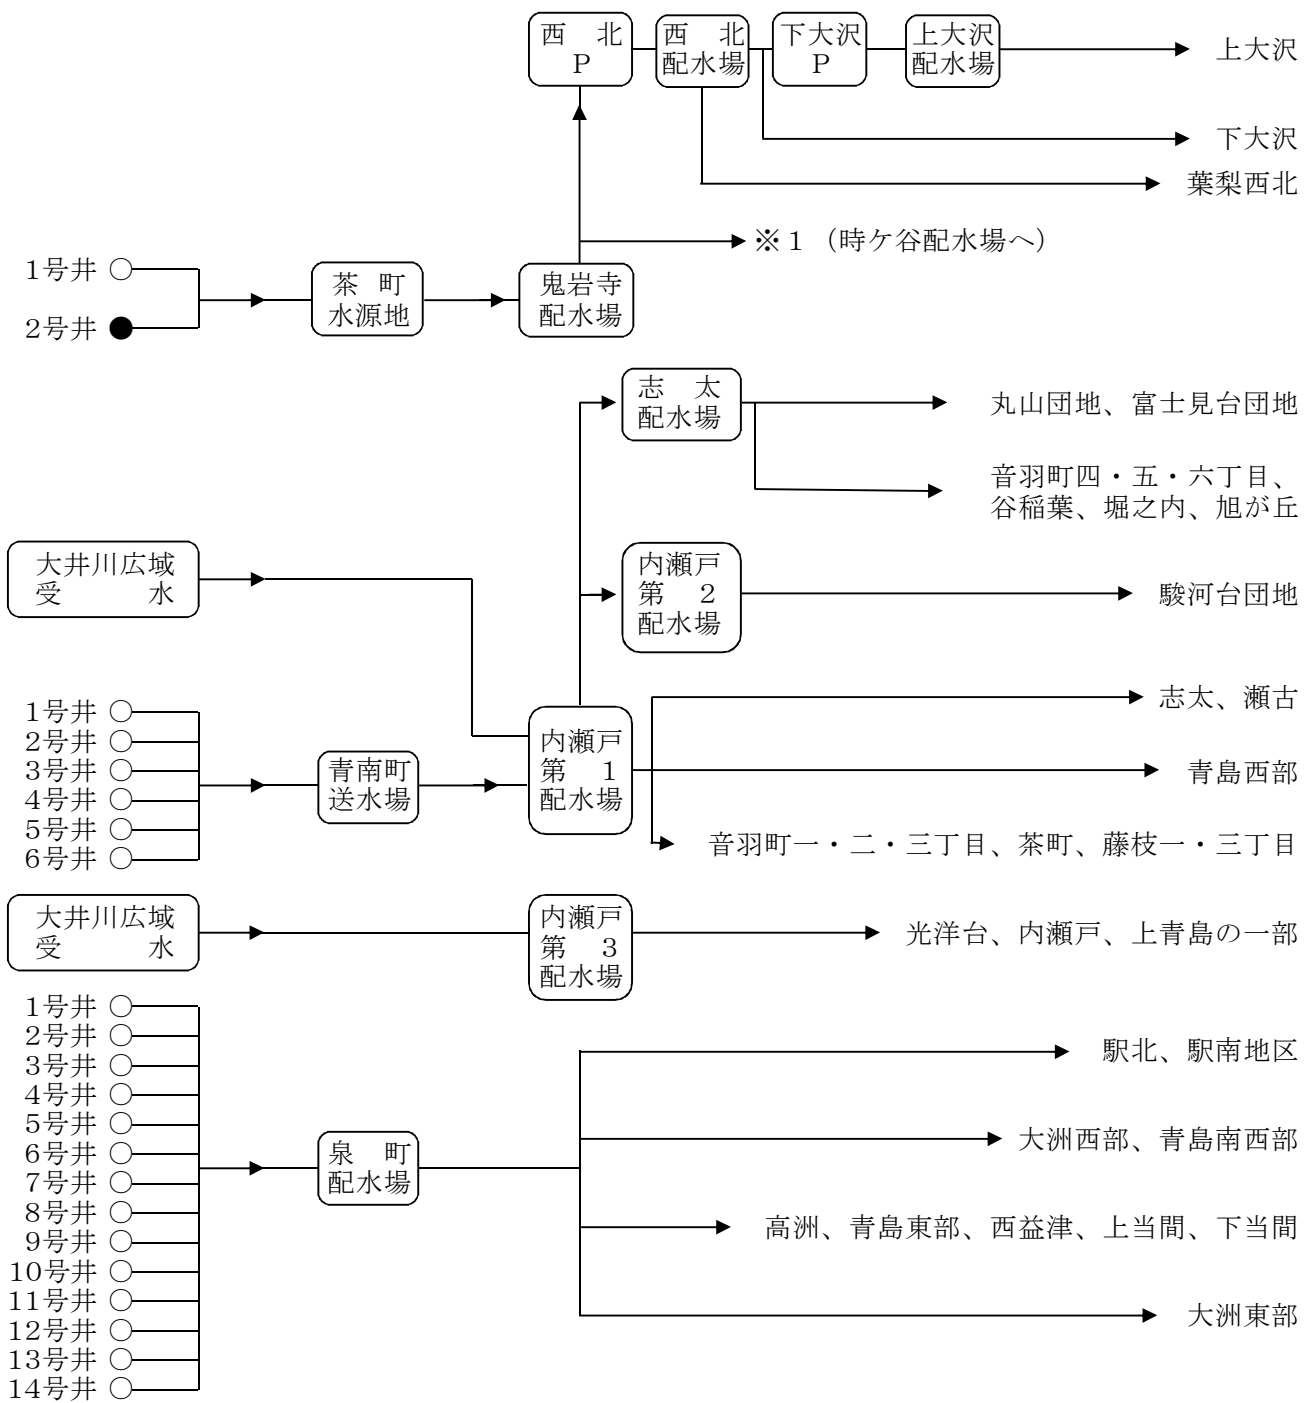 西　北
P
西　北
配水場
下大沢
P
上大沢
配水場
上大沢
下大沢
葉梨西北
※１（時ケ谷配水場へ）
1号井
2号井
茶　町
水源地
鬼岩寺
配水場
志　太
配水場
丸山団地、富士見台団地
音羽町四・五・六丁目、
谷稲葉、堀之内、旭が丘
大井川広域
受　　　水
内瀬戸
第　2
配水場
駿河台団地
1号井
2号井
3号井
4号井
5号井
6号井
青南町
送水場
内瀬戸
第　1
配水場
志太、瀬古
青島西部
音羽町一・二・三丁目、茶町、藤枝一・三丁目
大井川広域
受　　　水
内瀬戸
第　3
配水場
光洋台、内瀬戸、上青島の一部
1号井
2号井
3号井
4号井
5号井
6号井
7号井
8号井
9号井
10号井
11号井
12号井
13号井
14号井
泉　町
配水場
駅北、駅南地区
大洲西部、青島南西部
高洲、青島東部、西益津、上当間、下当間
大洲東部